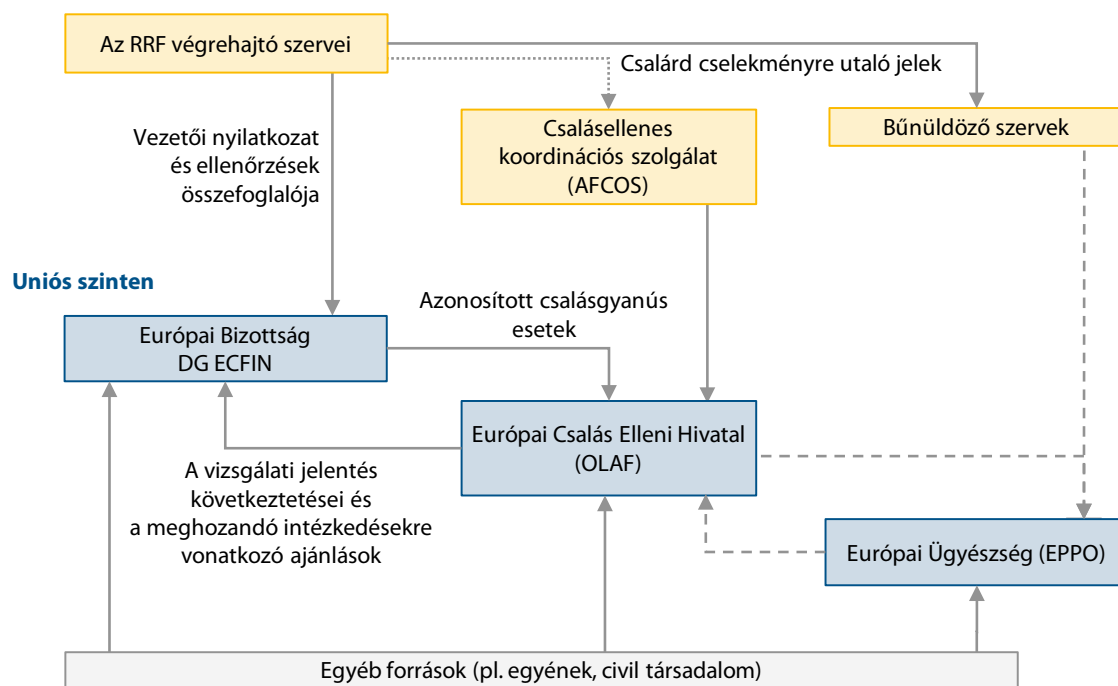 Az RRF végrehajtó szervei
Csalárd cselekményre utaló jelek
Csalásellenes
koordinációs szolgálat
(AFCOS)
Bűnüldöző szervek
Vezetői nyilatkozat
és ellenőrzések
összefoglalója
Uniós szinten
Azonosított csalásgyanús
esetek
Európai Bizottság
DG ECFIN
Európai Csalás Elleni Hivatal
(OLAF)
A vizsgálati jelentés
következtetései és
a meghozandó intézkedésekre
vonatkozó ajánlások
Európai Ügyészség (EPPO)
Egyéb források (pl. egyének, civil társadalom)